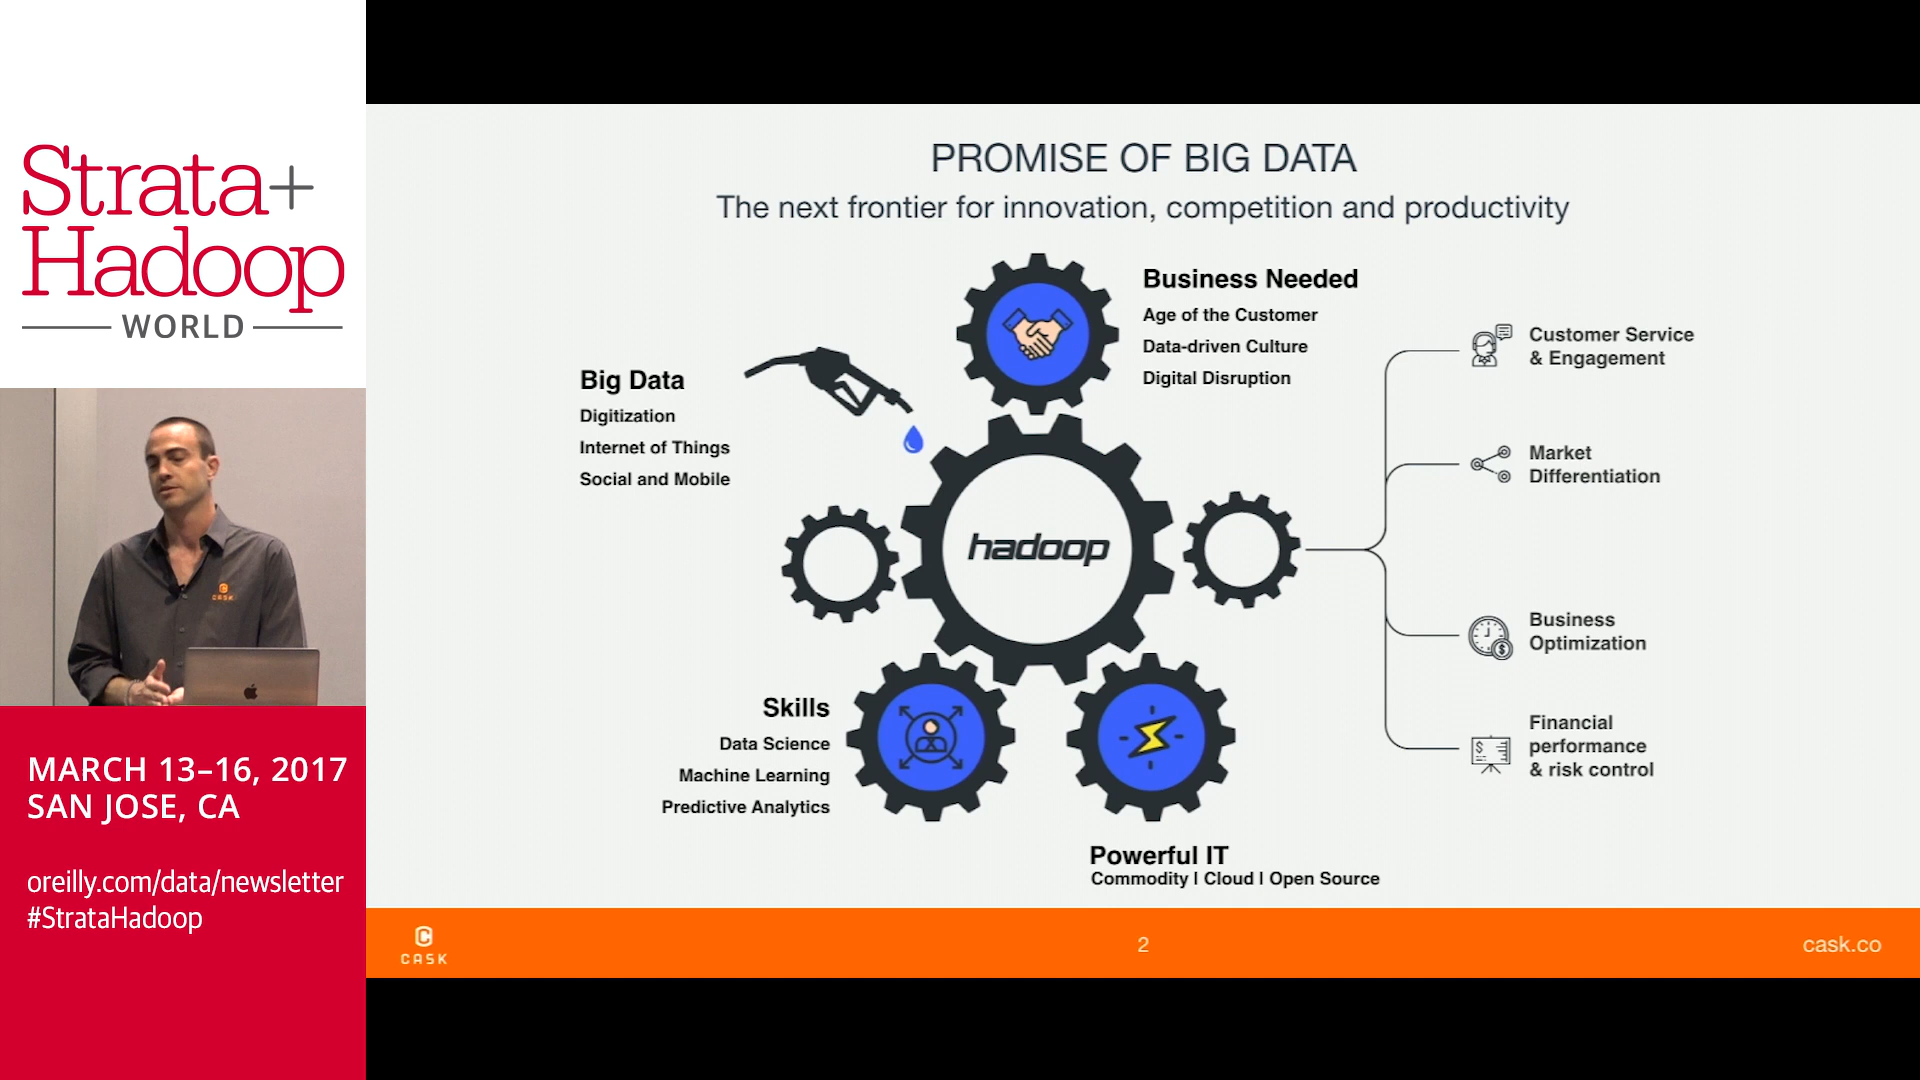 Strata+
Hadoop
WORLD
CASK
MARCH 13–16, 2017
SAN JOSE, CA
oreilly.com/data/newsletter
#StrataHadoop
PROMISE OF BIG DATA
The next frontier for innovation, competition and productivity
Business Needed
Age of the Customer
Data-driven Culture
Digital Disruption
Big Data
Digitization
Internet of Things
Social and Mobile
hadoop
Skills
Data Science
Machine Learning
Predictive Analytics
Powerful IT
Commodity | Cloud | Open Source
Customer Service
& Engagement
Market
Differentiation
Business
Optimization
Financial
performance
& risk control
CASK
2
cask.co